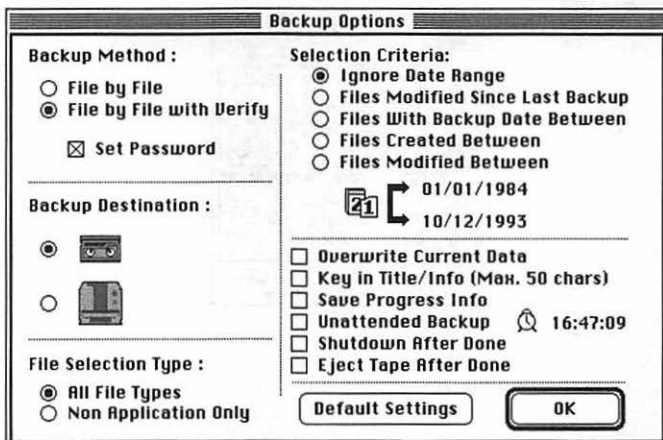 Backup Options
Backup Method :
File by File
File by File with Verify
Set Password
Backup Destination :
File Selection Type :
All File Types
Non Application Only
Selection Criteria:
Ignore Date Range
Files Modified Since Last Backup
Files With Backup Date Between
Files Created Between
Files Modified Between
21
01/01/1984
10/12/1993
Overwrite Current Data
Key in Title/Info (Max. 50 chars)
Save Progress Info
Unattended Backup 16:47:09
Shutdown After Done
Eject Tape After Done
Default Settings
OK